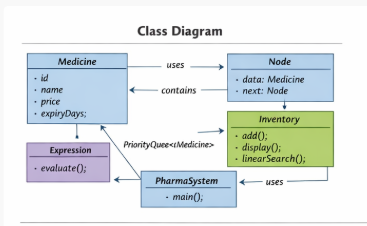 Class Diagram
Medicine
· id
· name
· price
· expiryDays;
uses
contains
Node
· data: Medicine
· next: Node
Inventory
· add();
· display();
· linearSearch();
PriorityQuee<ιMedicine>
Expression
· evaluate();
PharmaSystem
· main();
uses